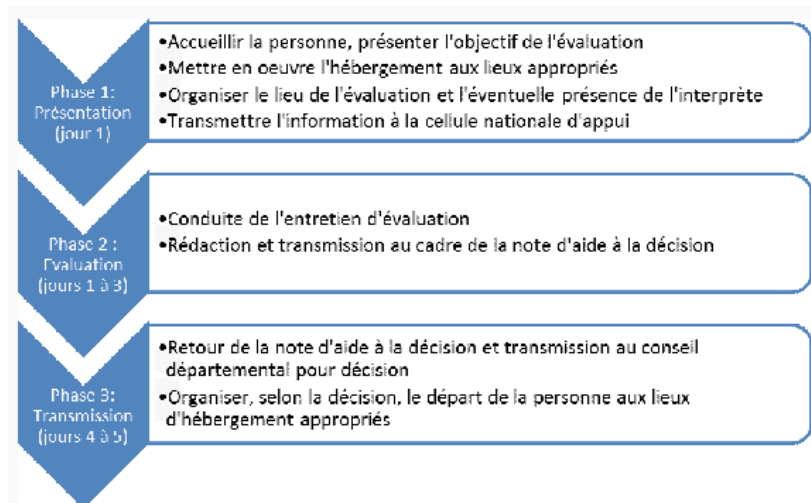 Phase 1:
Présentation
(jour 1)
•Accueillir la personne, présenter l'objectif de l'évaluation
•Mettre en oeuvre l'hébergement aux lieux appropriés
•Organiser le lieu de l'évaluation et l'éventuelle présence de l'interprète
•Transmettre l'information à la cellule nationale d'appui
Phase 2 :
Evaluation
(jours 1 à 3)
•Conduite de l'entretien d'évaluation
•Rédaction et transmission au cadre de la note d'aide à la décision
Phase 3:
Transmission
(jours 4 à 5)
•Retour de la note d'aide à la décision et transmission au conseil
départemental pour décision
•Organiser, selon la décision, le départ de la personne aux lieux
d'hébergement appropriés